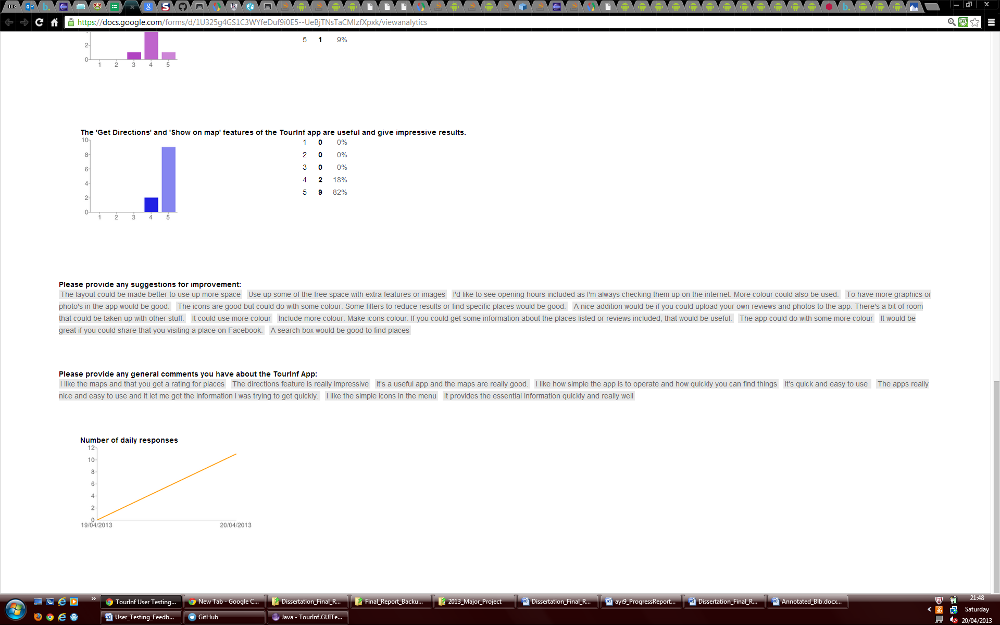 BBC
https://docs.google.com/forms/d/1U325g4GS1C3WYfeDuf9i0E5--UeBjTNsTaCMlzfXpxk/viewanalytics
5 1 9%
2
0
1 2 3 4 5
The 'Get Directions' and 'Show on map' features of the TourInf app are useful and give impressive results.
10
8
6
4
2
0
1 2 3 4 5
1 0 0%
2 0 0%
3 0 0%
4 2 18%
5 9 82%
Please provide any suggestions for improvement:
The layout could be made better to use up more space Use up some of the free space with extra features or images I'd like to see opening hours included as I'm always checking them up on the internet. More colour could also be used. To have more graphics or
photo's in the app would be good. The icons are good but could do with some colour. Some filters to reduce results or find specific places would be good. A nice addition would be if you could upload your own reviews and photos to the app. There's a bit of room
that could be taken up with other stuff. It could use more colour Include more colour. Make icons colour. If you could get some information about the places listed or reviews included, that would be useful. The app could do with some more colour It would be
great if you could share that you visiting a place on Facebook. A search box would be good to find places
Please provide any general comments you have about the TourInf App:
I like the maps and that you get a rating for places The directions feature is really impressive It's a useful app and the maps are really good. I like how simple the app is to operate and how quickly you can find things It's quick and easy to use The apps really
nice and easy to use and it let me get the information I was trying to get quickly. I like the simple icons in the menu It provides the essential information quickly and really well
Number of daily responses
12
10
8
6
4
2
0
19/04/2013 20/04/2013
TourInf User Testing... New Tab - Google C... Dissertation_Final_R... Final_Report_Backu... 2013_Major_Project Dissertation_Final_R... ayr9_ProgressReport... Dissertation_Final_R... Annotated_Bib.docx...
User_Testing_Feedb... GitHub Java - TourInf.GUITe...
21:48
Saturday
20/04/2013